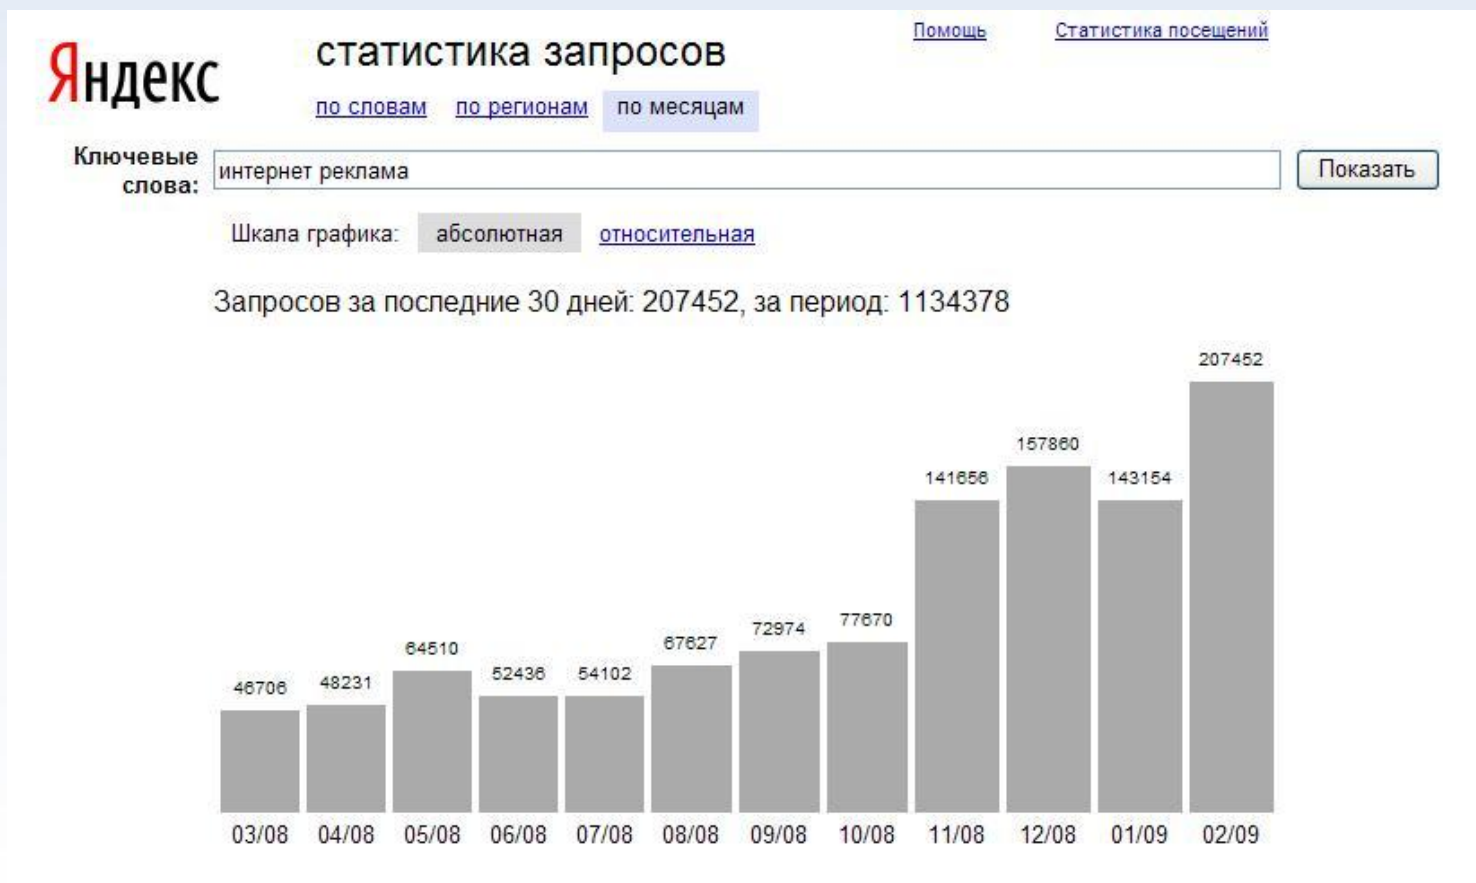 Помощь Статистика посещений
Яндекс статистика запросов
по словам по регионам по месяцам
Ключевые слова: интернет реклама Показать
Шкала графика: абсолютная относительная
Запросов за последние 30 дней: 207452, за период: 1134378
207452
157860
141656 143154
77670
72974
67627
64510
52436 54102
48231
46706
03/08 04/08 05/08 06/08 07/08 08/08 09/08 10/08 11/08 12/08 01/09 02/09